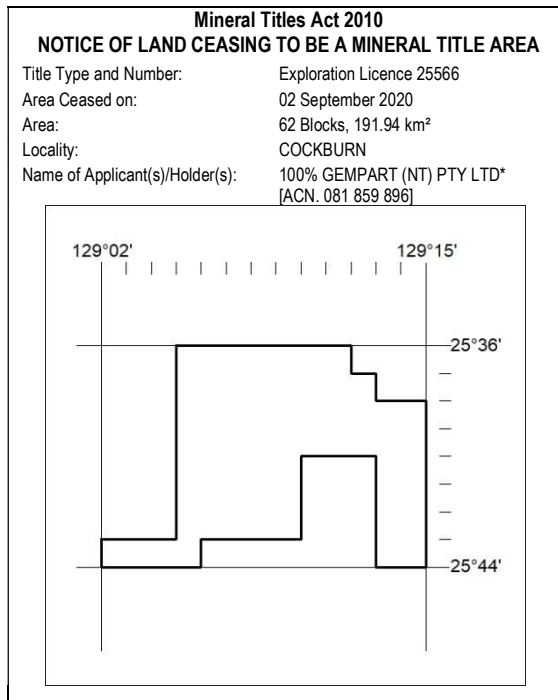 Mineral Titles Act 2010
NOTICE OF LAND CEASING TO BE A MINERAL TITLE AREA
Title Type and Number: Exploration Licence 25566
Area Ceased on: 02 September 2020
Area: 62 Blocks, 191.94 km²
Locality: COCKBURN
Name of Applicant(s)/Holder(s): 100% GEMPART (NT) PTY LTD*
[ACN. 081 859 896]
129°02' 129°15'
25°36'
25°44'